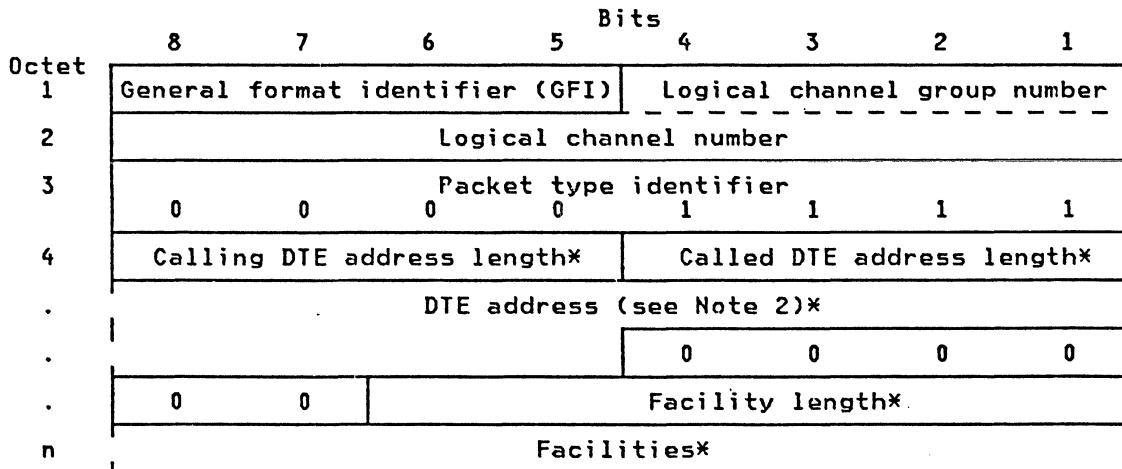 Bits
8 7 6 5 4 3 2 1
Octet
1 General format identifier (GFI) Logical channel group number
2 Logical channel number
3 Packet type identifier
0 0 0 0 1 1 1 1
4 Calling DTE address length* Called DTE address length*
. DTE address (see Note 2)*
. 0 0 0 0
. 0 0 Facility length*
n Facilities*